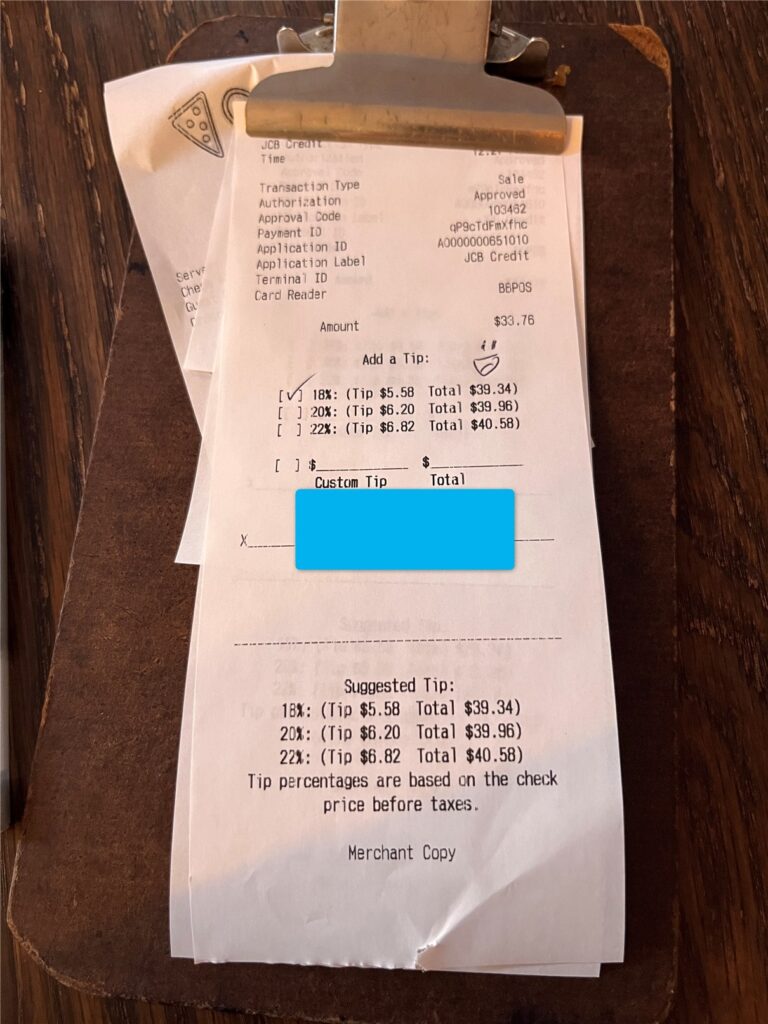 JCB Credit
Time
Transaction Type Sale
Authorization Approved
Approval Code 103462
Payment ID qP9cTdFmXfhc
Application ID A0000000651010
Application Label JCB Credit
Terminal ID
Card Reader BBPOS
Amount $33.76
Add a Tip:
[✓] 18%: (Tip $5.58 Total $39.34)
[ ] 20%: (Tip $6.20 Total $39.96)
[ ] 22%: (Tip $6.82 Total $40.58)
[ ] $__________ $__________
Custom Tip Total
X
Suggested Tip:
18%: (Tip $5.58 Total $39.34)
20%: (Tip $6.20 Total $39.96)
22%: (Tip $6.82 Total $40.58)
Tip percentages are based on the check
price before taxes.
Merchant Copy